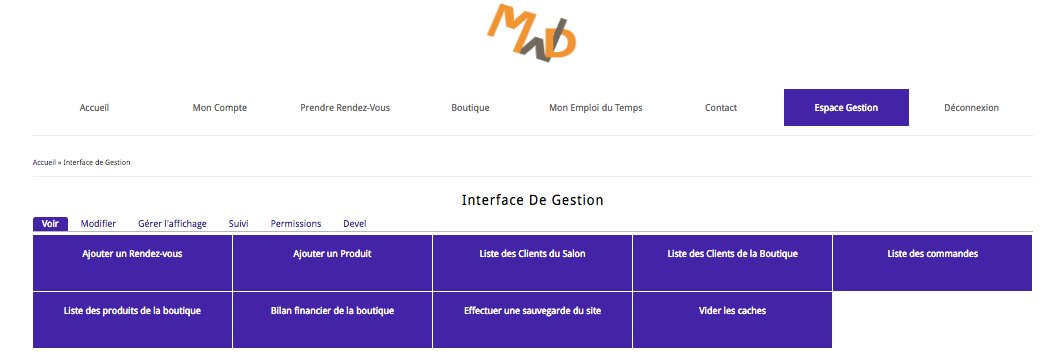 MWD
Accueil Mon Compte Prendre Rendez-Vous Boutique Mon Emploi du Temps Contact Espace Gestion Déconnexion
Accueil » Interface de Gestion
Interface De Gestion
Voir Modifier Gérer l'affichage Suivi Permissions Devel
Ajouter un Rendez-vous Ajouter un Produit Liste des Clients du Salon Liste des Clients de la Boutique Liste des commandes
Liste des produits de la boutique Bilan financier de la boutique Effectuer une sauvegarde du site Vider les caches